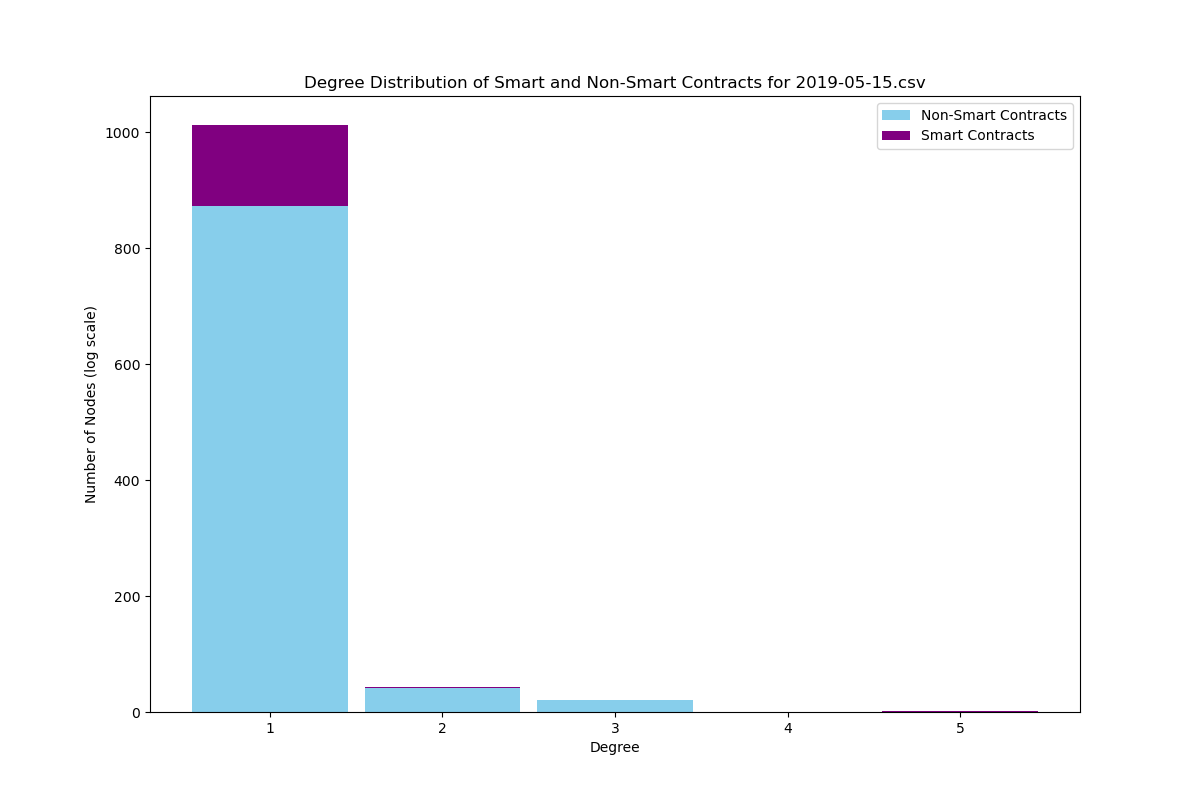 Degree Distribution of Smart and Non-Smart Contracts for 2019-05-15.csv
Non-Smart Contracts
Smart Contracts
Number of Nodes (log scale)
1000
800
600
400
200
0
1 2 3 4 5
Degree